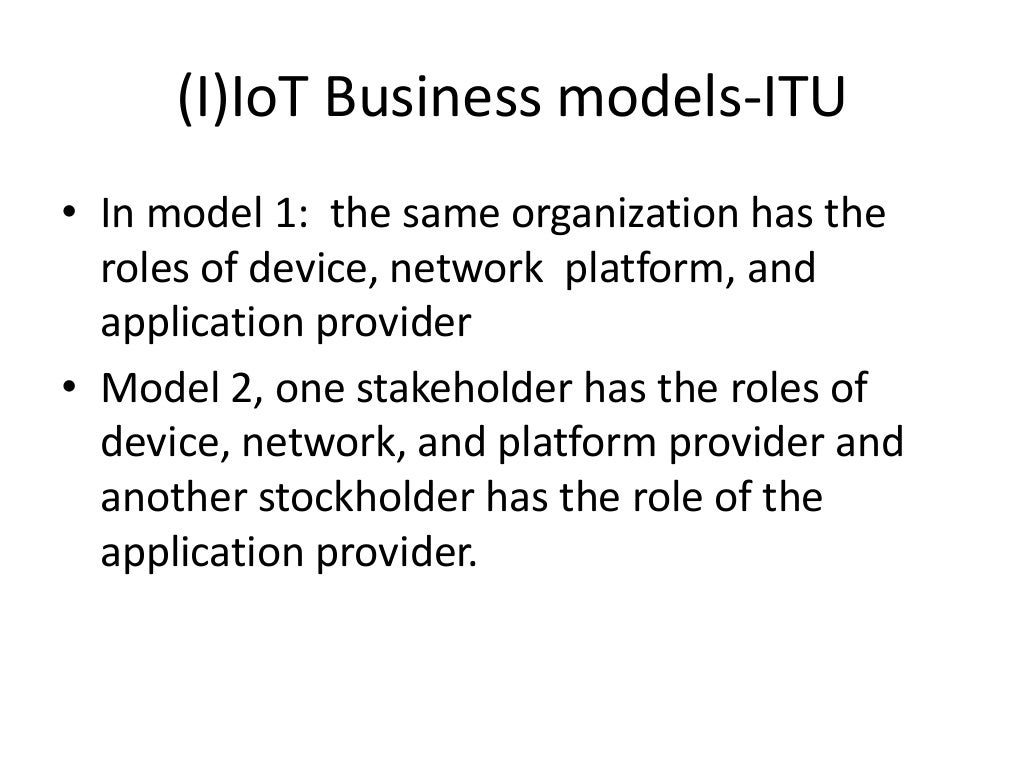 (I)IoT Business models-ITU
• In model 1:  the same organization has the
roles of device, network  platform, and
application provider
• Model 2, one stakeholder has the roles of
device, network, and platform provider and
another stockholder has the role of the
application provider.